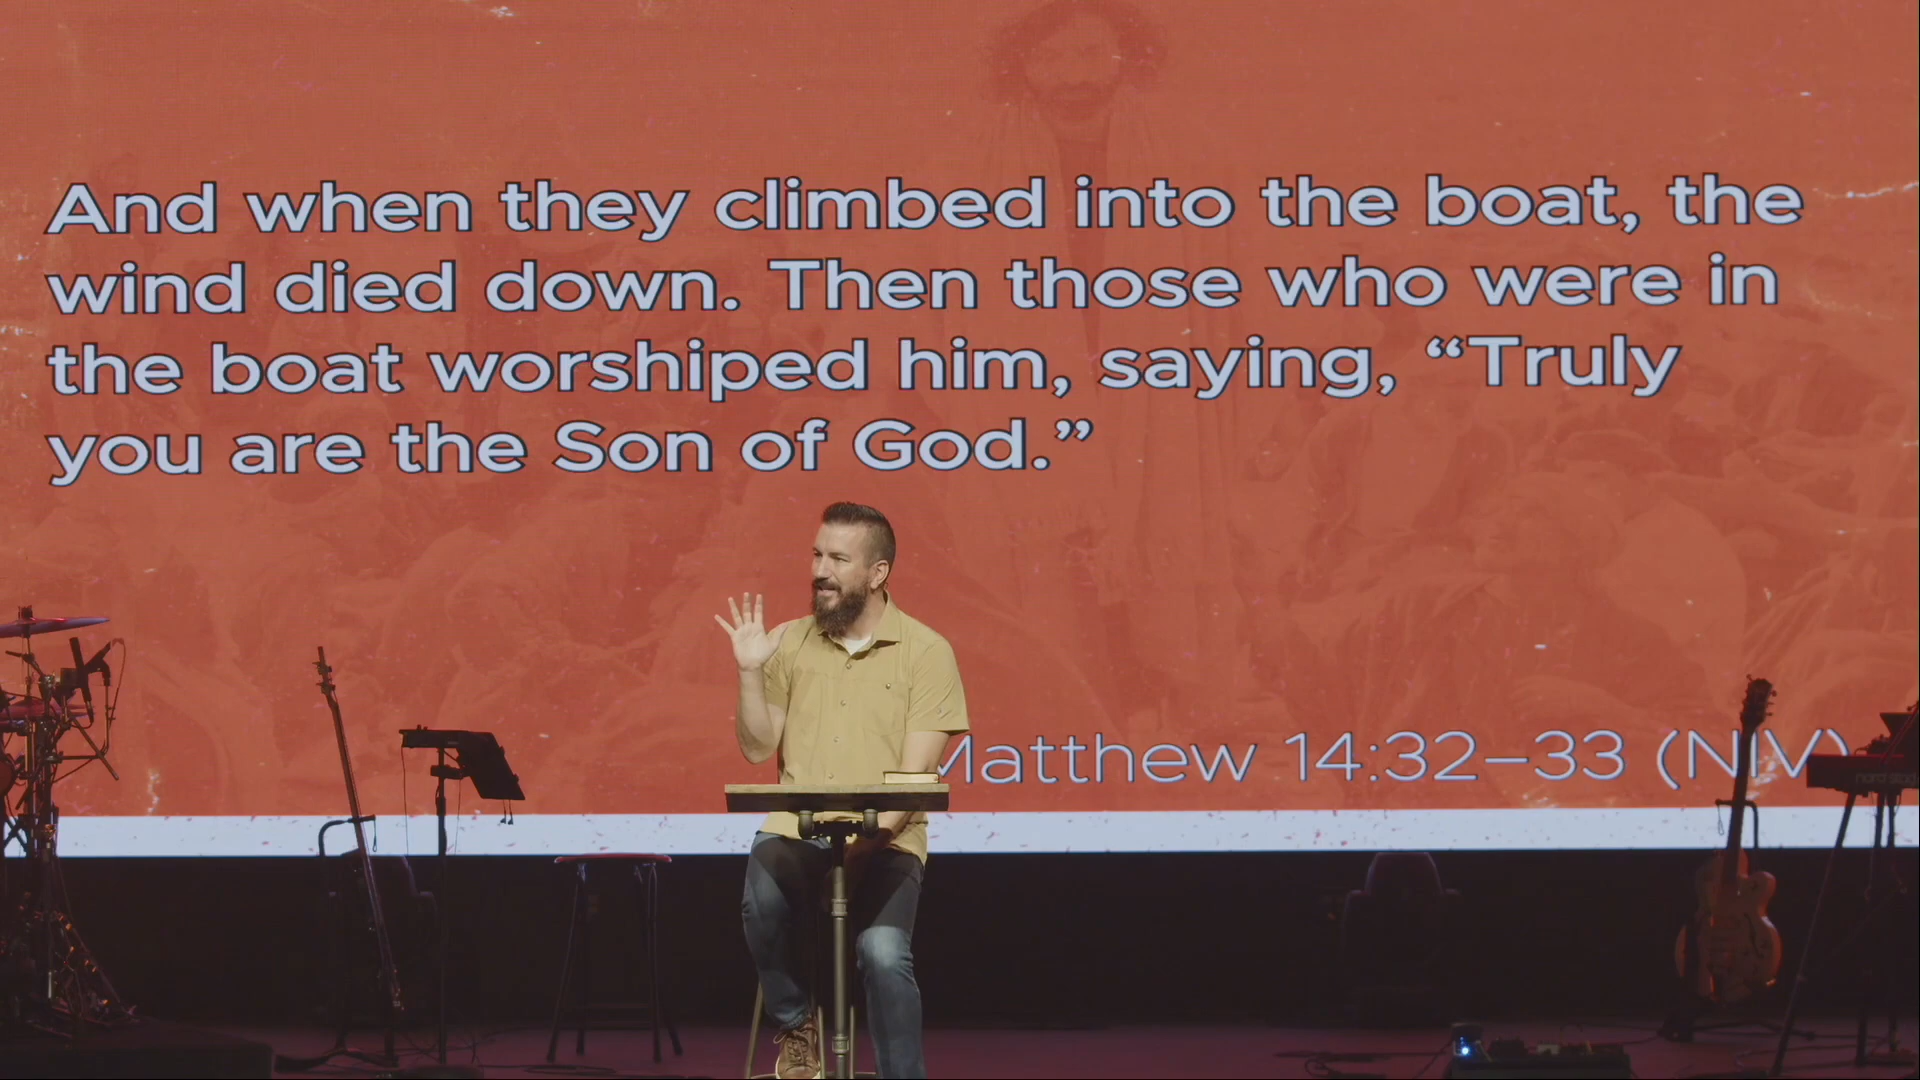 And when they climbed into the boat, the
wind died down. Then those who were in
the boat worshiped him, saying, “Truly
you are the Son of God.”
Matthew 14:32–33 (NIV)